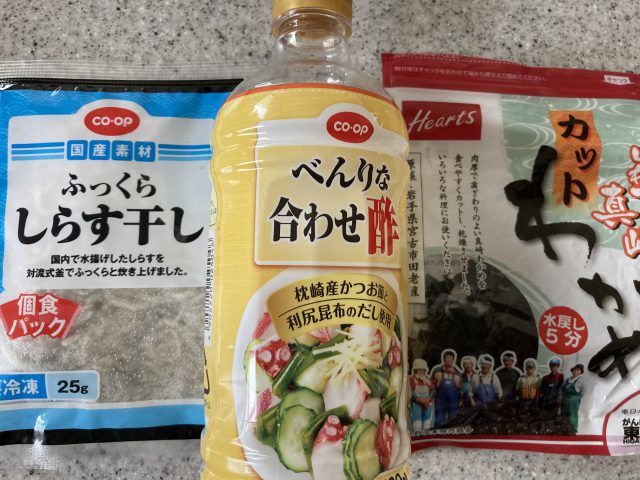 CO・OP
国産素材
ふっくら
しらす干し
国内で水揚げしたしらすを
対流式釜でふっくらと炊き上げました。
個食
パック
冷凍
25g
CO・OP
べんりな
合わせ酢
枕崎産かつお節と
利尻昆布のだし使用
チャック
Hearts
カット
わかめ
真崎
肉厚で歯ざわりのよい真崎わかめを
食べやすくカットし、乾燥させました。
いろいろな料理にお使いください。
原産・岩手県宮古市田老産
水戻し
5分